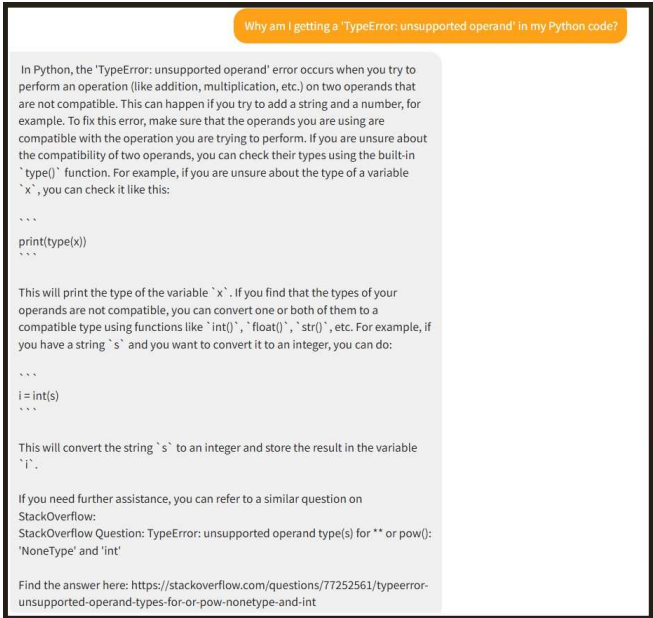 Why am I getting a 'TypeError: unsupported operand' in my Python code?
In Python, the 'TypeError: unsupported operand' error occurs when you try to
perform an operation (like addition, multiplication, etc.) on two operands that
are not compatible. This can happen if you try to add a string and a number, for
example. To fix this error, make sure that the operands you are using are
compatible with the operation you are trying to perform. If you are unsure about
the compatibility of two operands, you can check their types using the built-in
`type()` function. For example, if you are unsure about the type of a variable
`x`, you can check it like this:
```
print(type(x))
```
This will print the type of the variable `x`. If you find that the types of your
operands are not compatible, you can convert one or both of them to a
compatible type using functions like `int()`, `float()`, `str()`, etc. For example, if
you have a string `s` and you want to convert it to an integer, you can do:
```
i = int(s)
```
This will convert the string `s` to an integer and store the result in the variable
`i`.
If you need further assistance, you can refer to a similar question on
StackOverflow:
StackOverflow Question: TypeError: unsupported operand type(s) for ** or pow():
'NoneType' and 'int'
Find the answer here: https://stackoverflow.com/questions/77252561/typeerror-
unsupported-operand-types-for-or-pow-nonetype-and-int